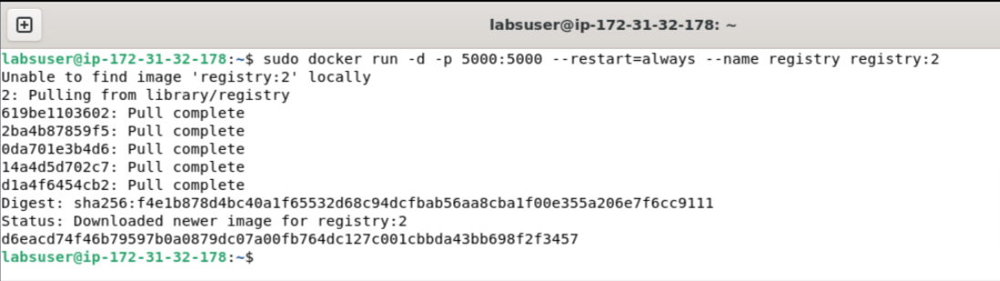 labsuser@ip-172-31-32-178: ~
labsuser@ip-172-31-32-178:~$ sudo docker run -d -p 5000:5000 --restart=always --name registry registry:2
Unable to find image 'registry:2' locally
2: Pulling from library/registry
619be1103602: Pull complete
2ba4b87859f5: Pull complete
0da701e3b4d6: Pull complete
14a4d5d702c7: Pull complete
d1a4f6454cb2: Pull complete
Digest: sha256:f4e1b878d4bc40a1f65532d68c94dcfbab56aa8cba1f00e355a206e7f6cc9111
Status: Downloaded newer image for registry:2
d6eacd74f46b79597b0a0879dc07a00fb764dc127c001cbbda43bb698f2f3457
labsuser@ip-172-31-32-178:~$